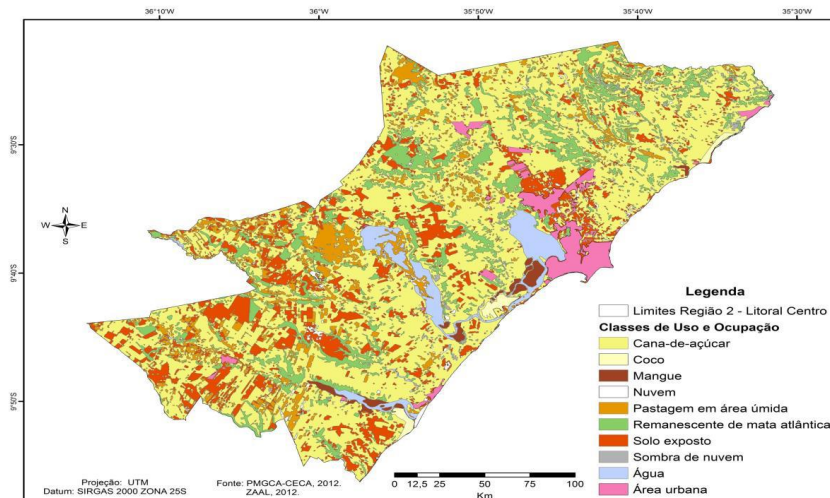 36°10'W 36°W 35°50'W 35°40'W 35°30'W
9°30'S
N
W E
S
9°40'S
9°50'S
Legenda
Limites Região 2 - Litoral Centro
Classes de Uso e Ocupação
Cana-de-açúcar
Coco
Mangue
Nuvem
Pastagem em área úmida
Remanescente de mata atlântica
Solo exposto
Sombra de nuvem
Água
Área urbana
Projeção: UTM
Datum: SIRGAS 2000 ZONA 25S
Fonte: PMGCA-CECA, 2012.
ZAAL, 2012.
0 12,5 25 50 75 100
Km